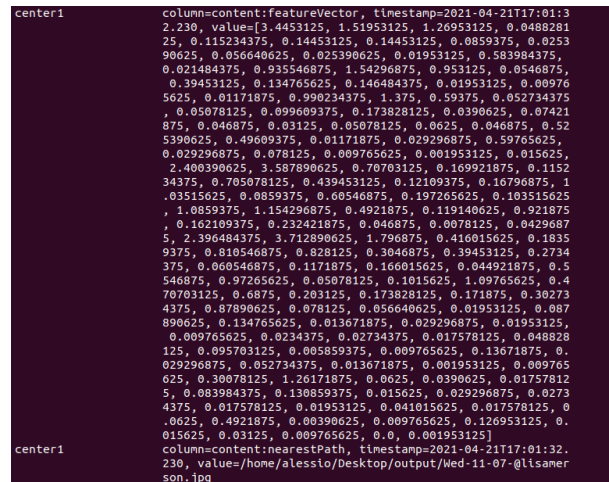 center1 column=content:featureVector, timestamp=2021-04-21T17:01:3
2.230, value=[3.4453125, 1.51953125, 1.26953125, 0.0488281
25, 0.115234375, 0.14453125, 0.14453125, 0.0859375, 0.0253
90625, 0.056640625, 0.025390625, 0.01953125, 0.583984375,
0.021484375, 0.935546875, 1.54296875, 0.953125, 0.0546875,
0.39453125, 0.134765625, 0.146484375, 0.01953125, 0.00976
5625, 0.01171875, 0.990234375, 1.375, 0.59375, 0.052734375
, 0.05078125, 0.099609375, 0.173828125, 0.0390625, 0.07421
875, 0.046875, 0.03125, 0.05078125, 0.0625, 0.046875, 0.52
5390625, 0.49609375, 0.01171875, 0.029296875, 0.59765625,
0.029296875, 0.078125, 0.009765625, 0.001953125, 0.015625,
2.400390625, 3.587890625, 0.70703125, 0.169921875, 0.1152
34375, 0.705078125, 0.439453125, 0.12109375, 0.16796875, 1
.03515625, 0.0859375, 0.60546875, 0.197265625, 0.103515625
, 1.0859375, 1.154296875, 0.4921875, 0.119140625, 0.921875
, 0.162109375, 0.232421875, 0.046875, 0.0078125, 0.0429687
5, 2.396484375, 3.712890625, 1.796875, 0.416015625, 0.1835
9375, 0.810546875, 0.828125, 0.3046875, 0.39453125, 0.2734
375, 0.060546875, 0.1171875, 0.166015625, 0.044921875, 0.5
546875, 0.97265625, 0.05078125, 0.1015625, 1.09765625, 0.4
70703125, 0.6875, 0.203125, 0.173828125, 0.171875, 0.30273
4375, 0.87890625, 0.078125, 0.056640625, 0.01953125, 0.087
890625, 0.134765625, 0.013671875, 0.029296875, 0.01953125,
0.009765625, 0.0234375, 0.02734375, 0.017578125, 0.048828
125, 0.095703125, 0.005859375, 0.009765625, 0.13671875, 0.
029296875, 0.052734375, 0.013671875, 0.001953125, 0.009765
625, 0.30078125, 1.26171875, 0.0625, 0.0390625, 0.01757812
5, 0.083984375, 0.130859375, 0.015625, 0.029296875, 0.0273
4375, 0.017578125, 0.01953125, 0.041015625, 0.017578125, 0
.0625, 0.4921875, 0.00390625, 0.009765625, 0.126953125, 0.
015625, 0.03125, 0.009765625, 0.0, 0.001953125]
center1 column=content:nearestPath, timestamp=2021-04-21T17:01:32.
230, value=/home/alessio/Desktop/output/Wed-11-07-@lisamer
son.jpg